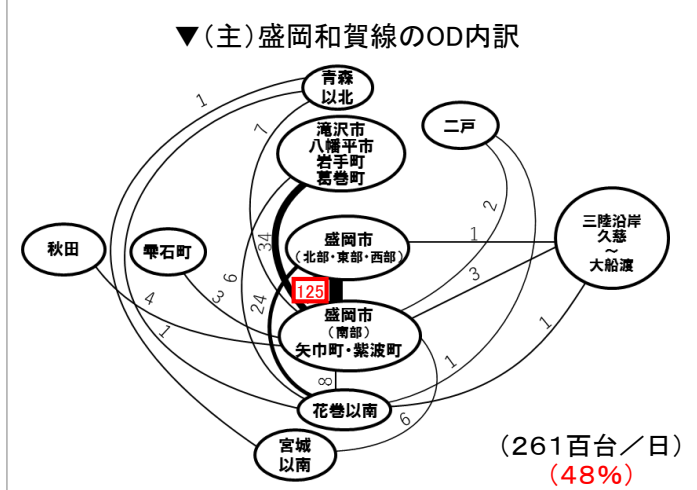 ▼(主)盛岡和賀線のOD内訳
青森
以北
1
7
滝沢市
八幡平市
岩手町
葛巻町
二戸
2
三陸沿岸
久慈
～
大船渡
秋田
雫石町
34
盛岡市
（北部・東部・西部）
1
6
3
24
125
3
4
盛岡市
（南部）
矢巾町・紫波町
1
1
1
8
花巻以南
6
宮城
以南
(261百台／日)
(48%)